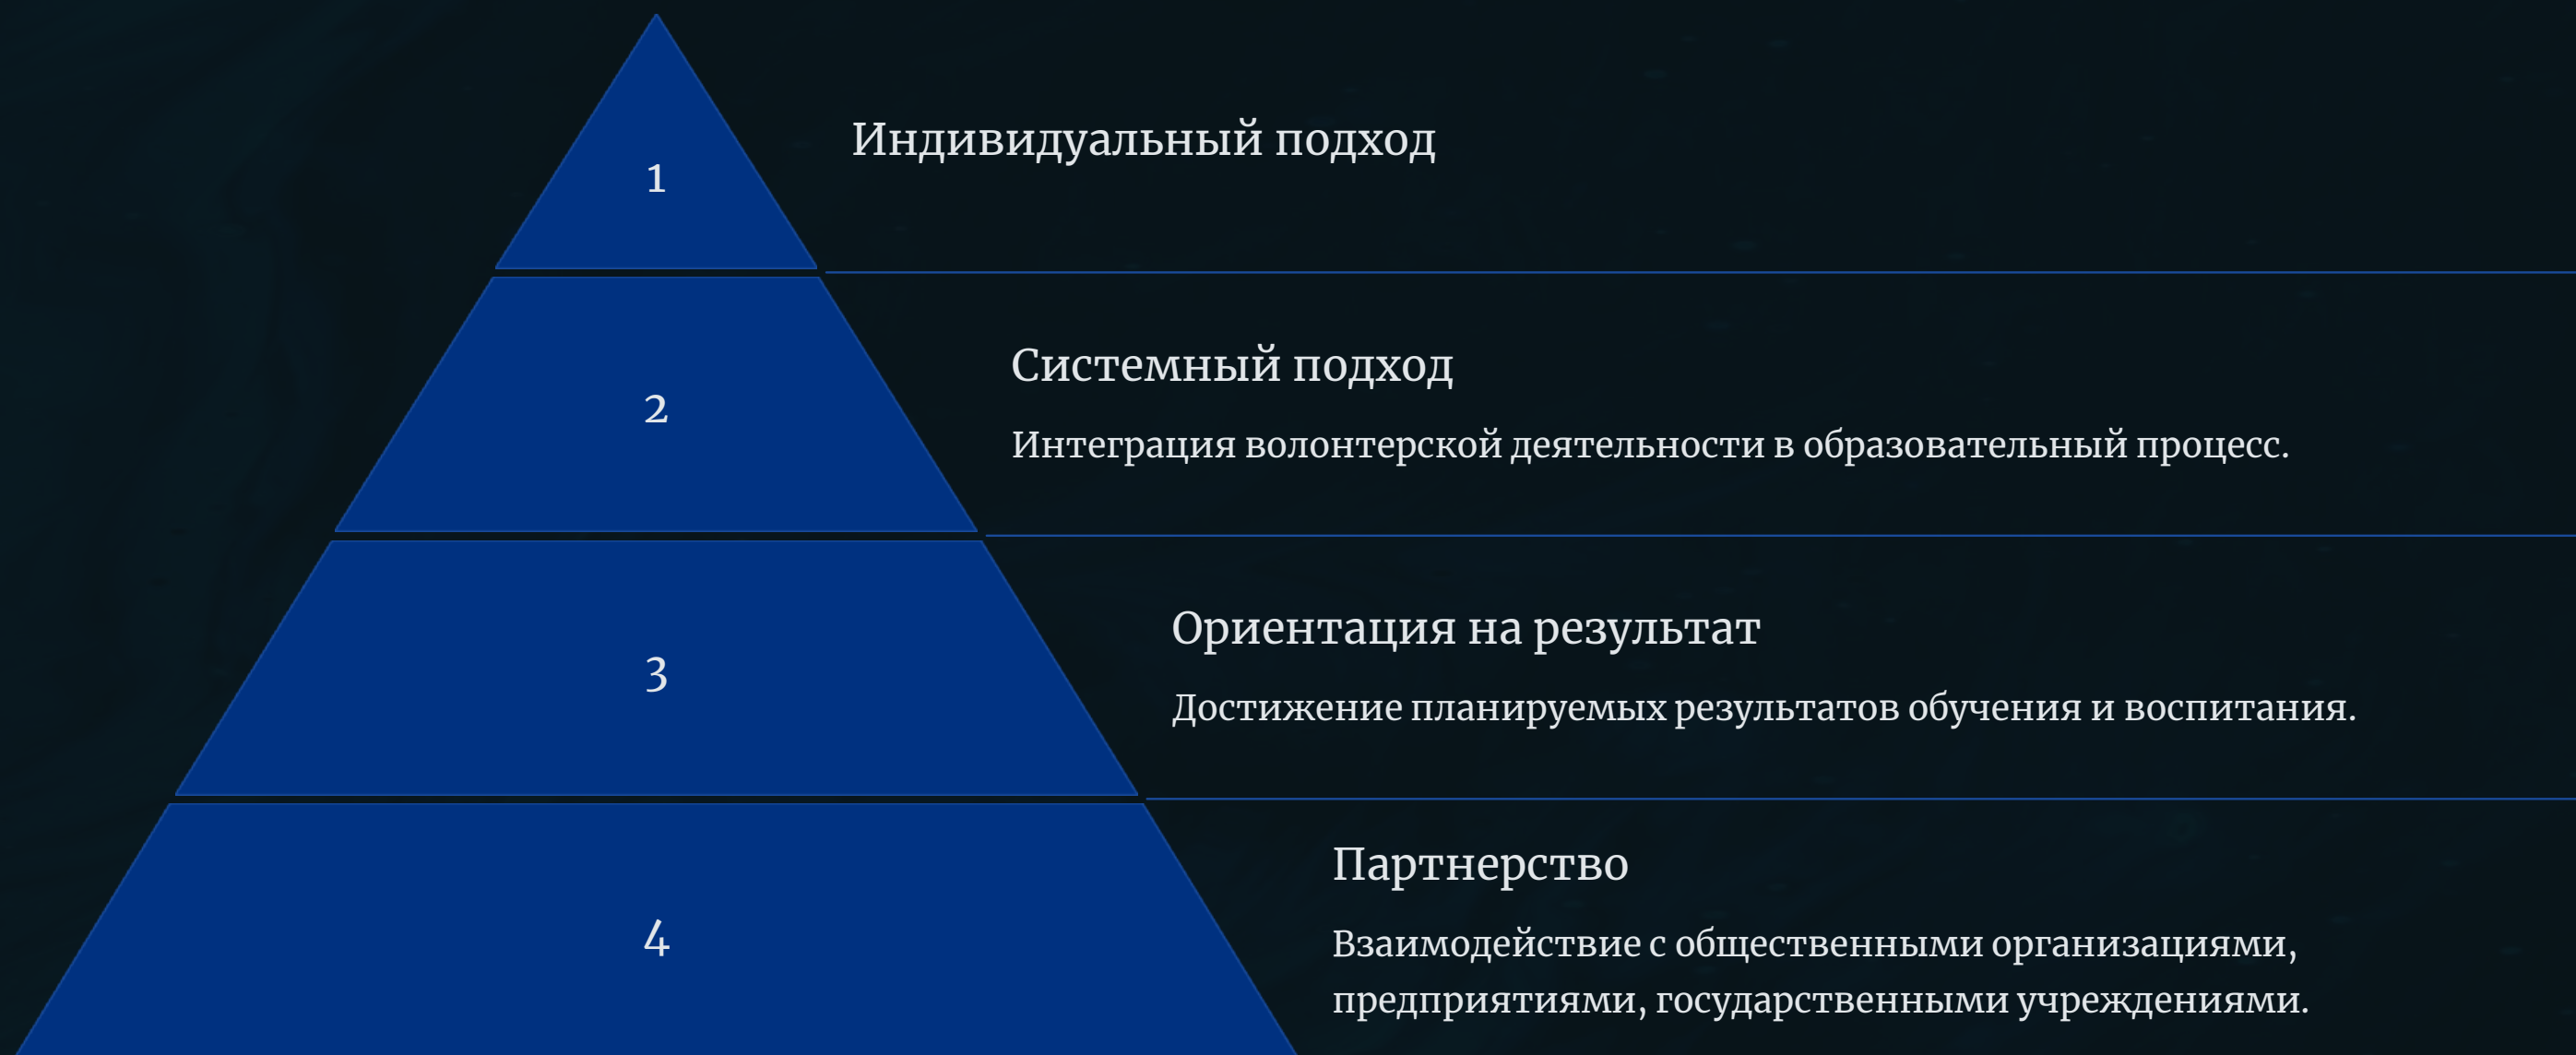 1
Индивидуальный подход
2
Системный подход
Интеграция волонтерской деятельности в образовательный процесс.
3
Ориентация на результат
Достижение планируемых результатов обучения и воспитания.
4
Партнерство
Взаимодействие с общественными организациями,
предприятиями, государственными учреждениями.